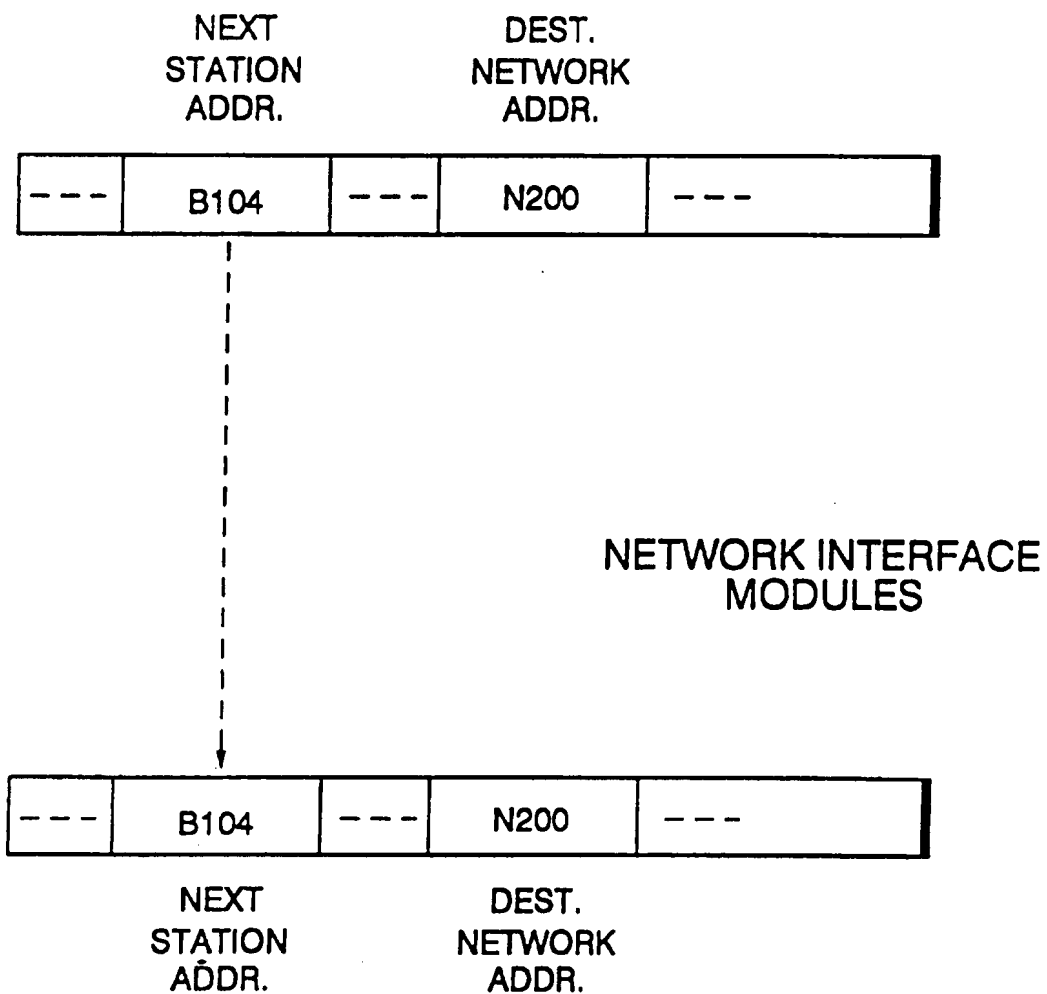 NEXT
STATION
ADDR.
DEST.
NETWORK
ADDR.
--- B104 --- N200 ---
NETWORK INTERFACE
MODULES
--- B104 --- N200 ---
NEXT
STATION
ADDR.
DEST.
NETWORK
ADDR.